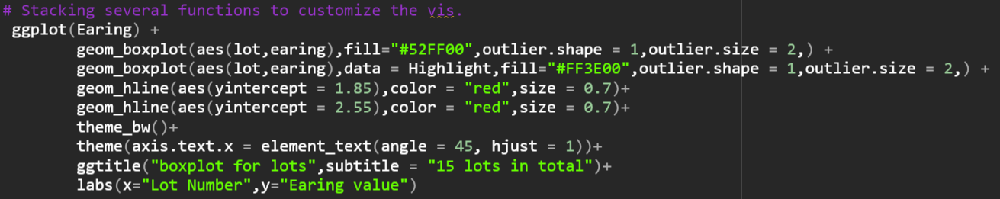 # Stacking several functions to customize the vis.
ggplot(Earing) +
geom_boxplot(aes(lot,earing),fill="#52FF00",outlier.shape = 1,outlier.size = 2,) +
geom_boxplot(aes(lot,earing),data = Highlight,fill="#FF3E00",outlier.shape = 1,outlier.size = 2,) +
geom_hline(aes(yintercept = 1.85),color = "red",size = 0.7)+
geom_hline(aes(yintercept = 2.55),color = "red",size = 0.7)+
theme_bw()+
theme(axis.text.x = element_text(angle = 45, hjust = 1))+
ggtitle("boxplot for lots",subtitle = "15 lots in total")+
labs(x="Lot Number",y="Earing value")